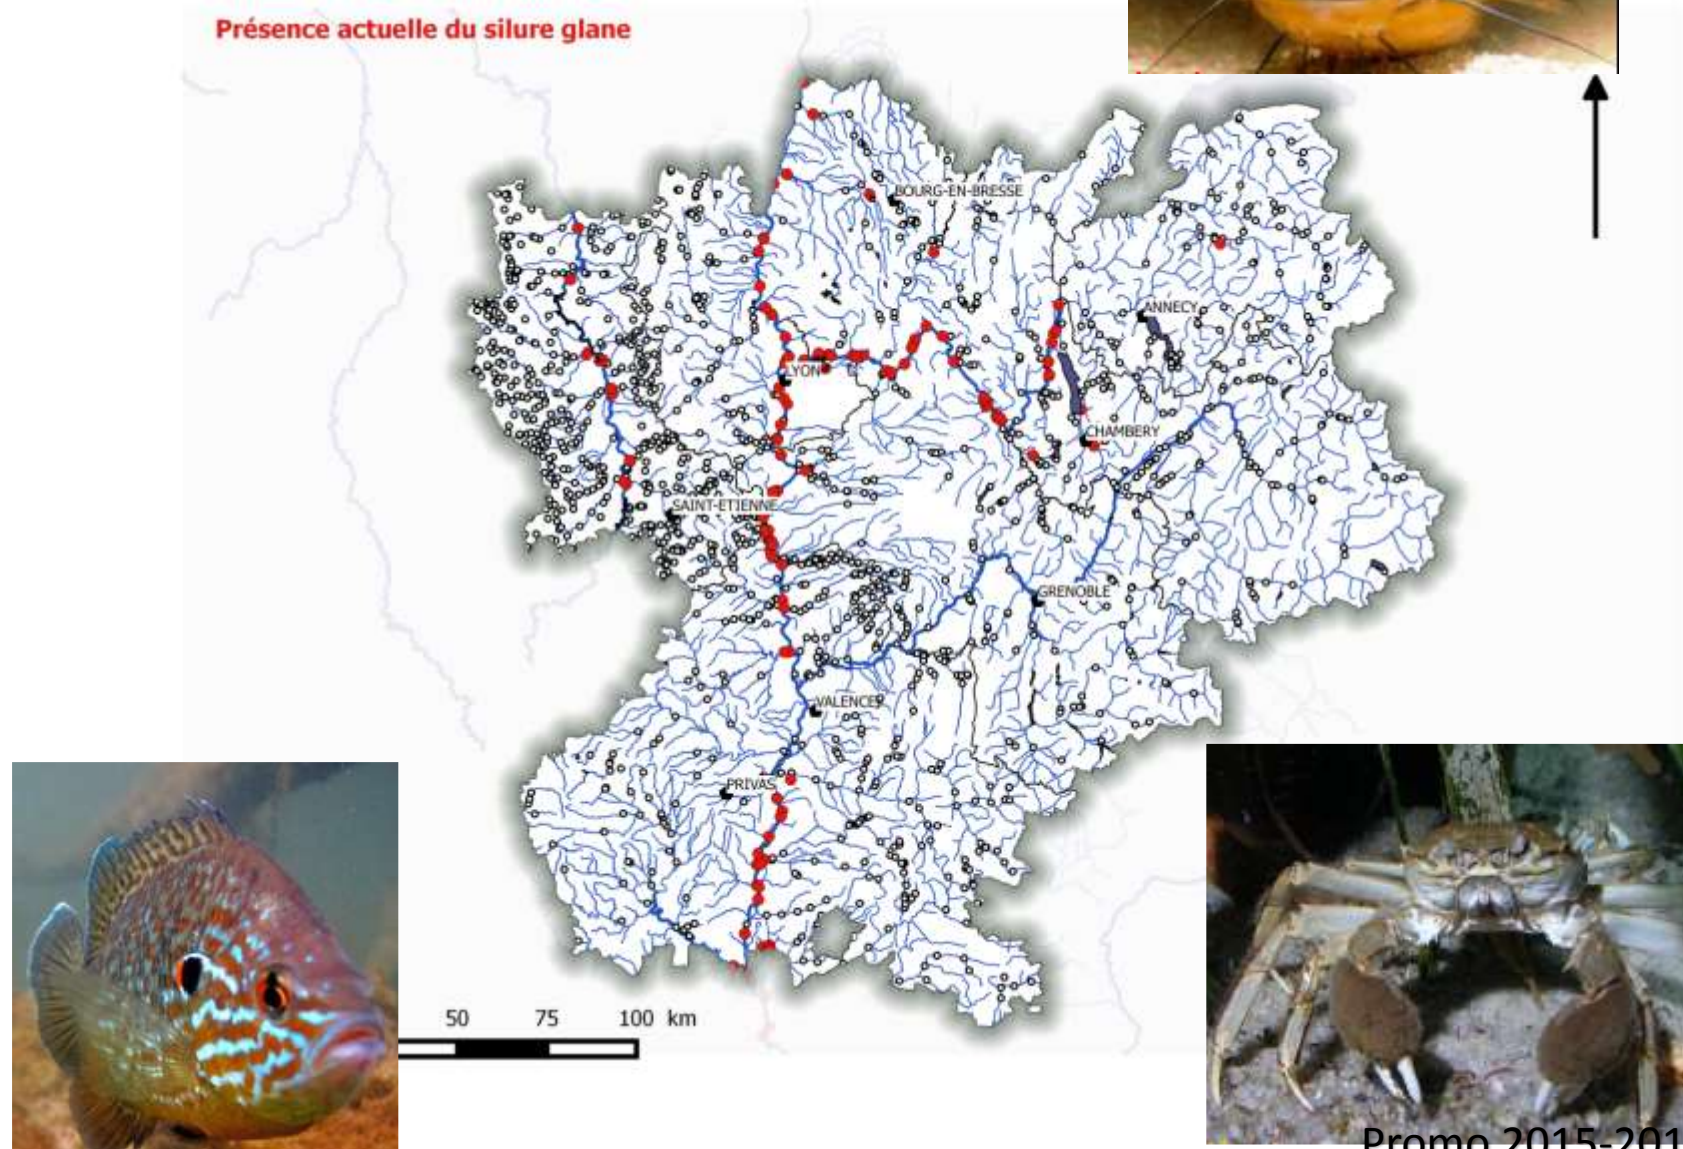 Présence actuelle du silure glane
BOURG-EN-BRESSE
ANNECY
LYON
CHAMBERY
SAINT-ETIENNE
GRENOBLE
VALENCE
PRIVAS
50 75 100 km
Promo 2015-201